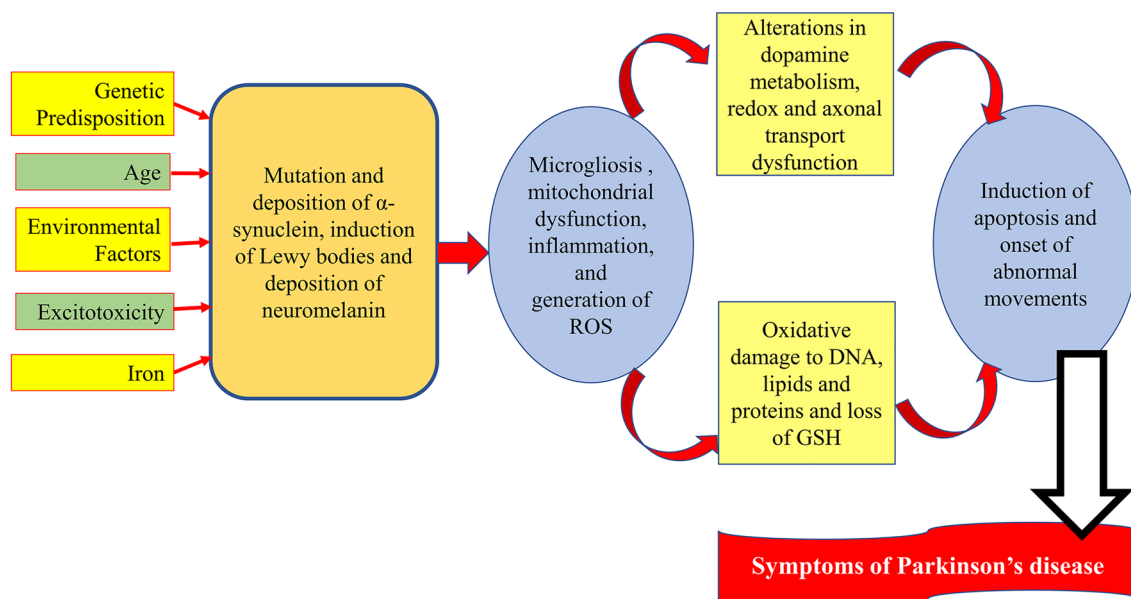 Genetic
Predisposition
Age
Environmental
Factors
Excitotoxicity
Iron
Mutation and
deposition of α-
synuclein, induction
of Lewy bodies and
deposition of
neuromelanin
Microgliosis ,
mitochondrial
dysfunction,
inflammation,
and
generation of
ROS
Alterations in
dopamine
metabolism,
redox and axonal
transport
dysfunction
Oxidative
damage to DNA,
lipids and
proteins and loss
of GSH
Induction of
apoptosis and
onset of
abnormal
movements
Symptoms of Parkinson’s disease